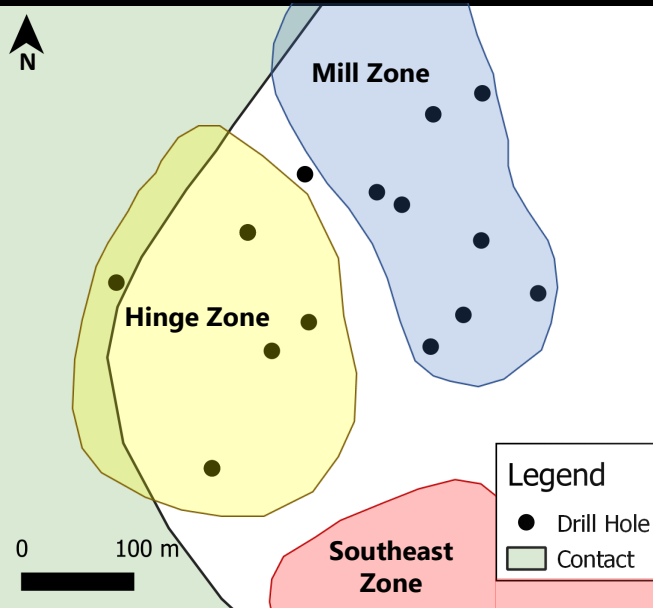 N
Mill Zone
Hinge Zone
Southeast
Zone
0 100 m
Legend
Drill Hole
Contact